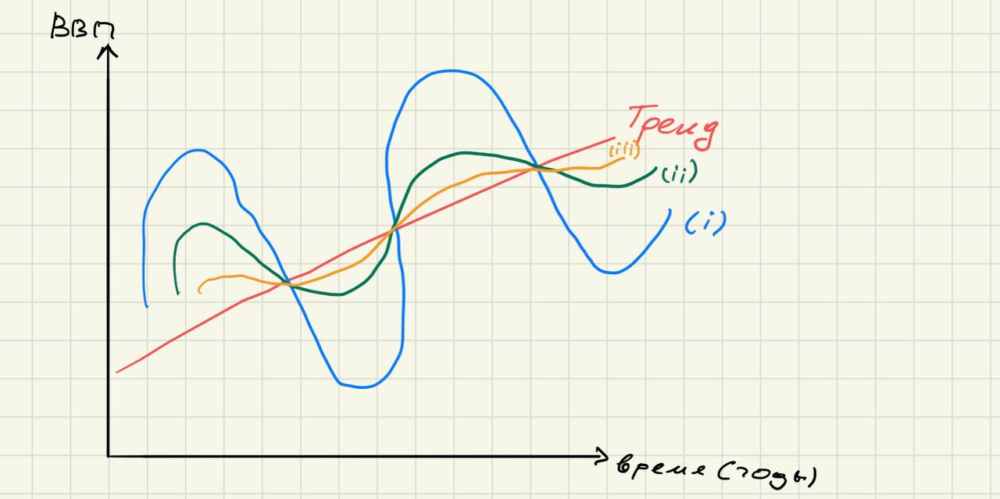 ВВП
Тренд
(iii)
(ii)
(i)
время (годы)